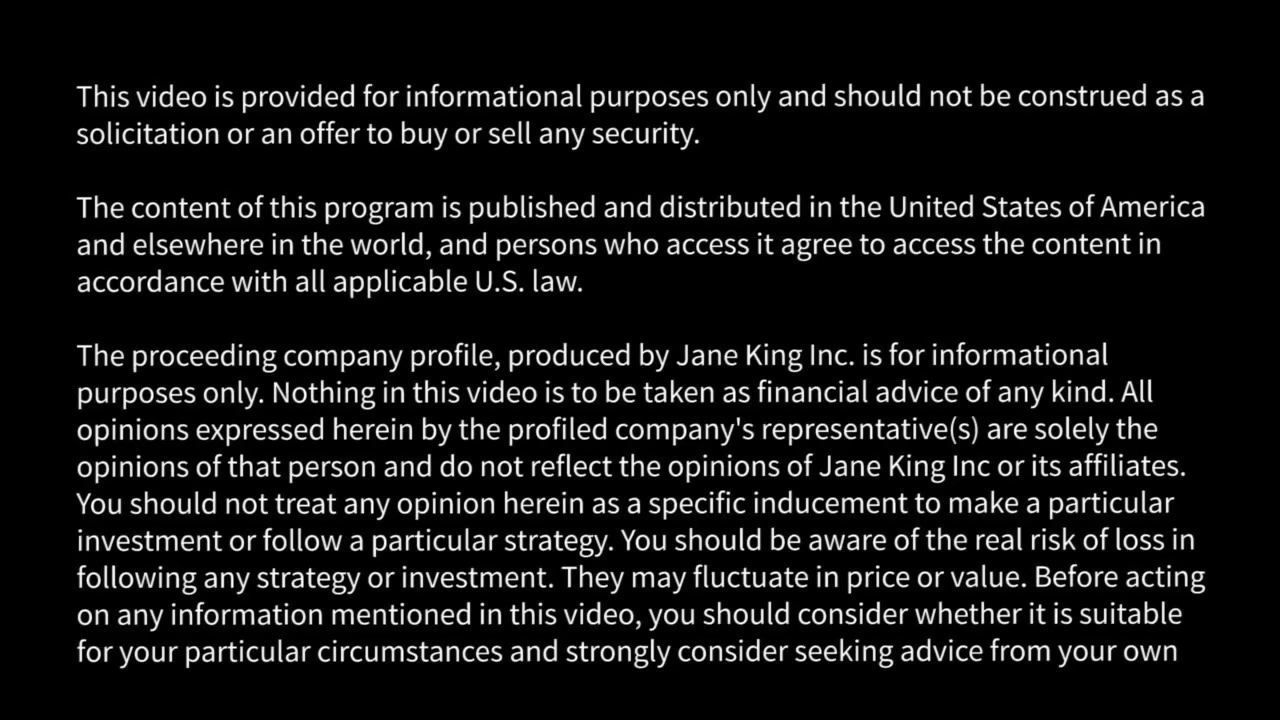 This video is provided for informational purposes only and should not be construed as a
solicitation or an offer to buy or sell any security.
The content of this program is published and distributed in the United States of America
and elsewhere in the world, and persons who access it agree to access the content in
accordance with all applicable U.S. law.
The proceeding company profile, produced by Jane King Inc. is for informational
purposes only. Nothing in this video is to be taken as financial advice of any kind. All
opinions expressed herein by the profiled company's representative(s) are solely the
opinions of that person and do not reflect the opinions of Jane King Inc or its affiliates.
You should not treat any opinion herein as a specific inducement to make a particular
investment or follow a particular strategy. You should be aware of the real risk of loss in
following any strategy or investment. They may fluctuate in price or value. Before acting
on any information mentioned in this video, you should consider whether it is suitable
for your particular circumstances and strongly consider seeking advice from your own